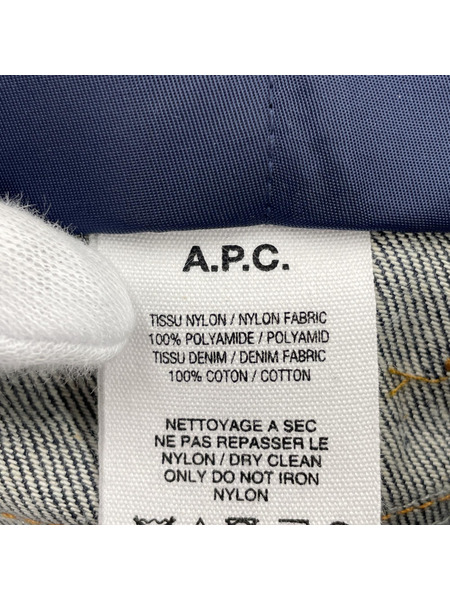 A.P.C.
TISSU NYLON / NYLON FABRIC
100% POLYAMIDE / POLYAMID
TISSU DENIM / DENIM FABRIC
100% COTON / COTTON
NETTOYAGE A SEC
NE PAS REPASSER LE
NYLON / DRY CLEAN
ONLY DO NOT IRON
NYLON